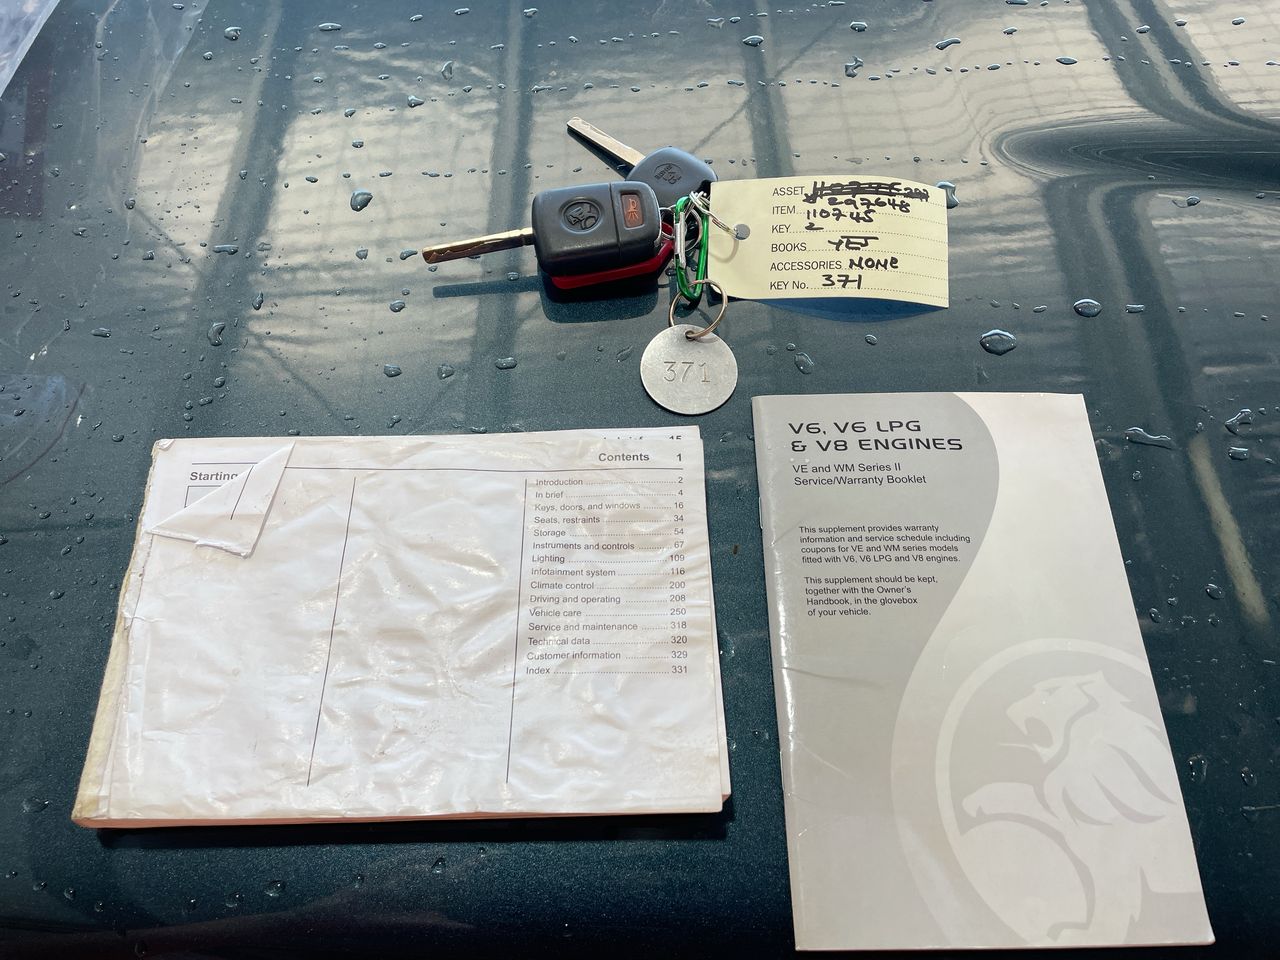 ASSET
297648
ITEM 110745
KEY 2
BOOKS YES
ACCESSORIES NONE
KEY No. 371
371
15
Contents 1
Starting
Introduction 2
In brief 4
Keys, doors, and windows 16
Seats, restraints 34
Storage 54
Instruments and controls 67
Lighting 109
Infotainment system 116
Climate control 200
Driving and operating 208
Vehicle care 250
Service and maintenance 318
Technical data 320
Customer information 329
Index 331
V6, V6 LPG
& V8 ENGINES
VE and WM Series II
Service/Warranty Booklet
This supplement provides warranty
information and service schedule including
coupons for VE and WM series models
fitted with V6, V6 LPG and V8 engines.
This supplement should be kept,
together with the Owner's
Handbook, in the glovebox
of your vehicle.